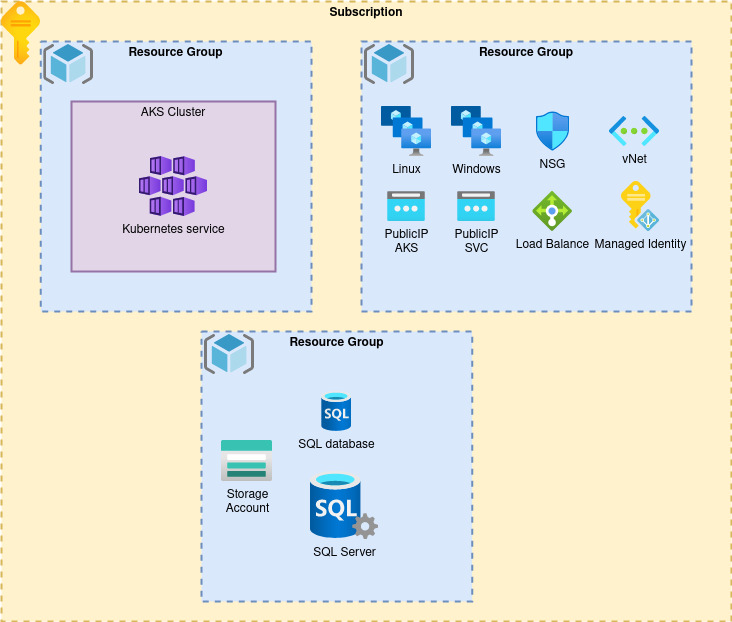 Subscription
Resource Group
AKS Cluster
Kubernetes service
Resource Group
Linux
Windows
NSG
vNet
PublicIP
AKS
PublicIP
SVC
Load Balance
Managed Identity
Resource Group
SQL
SQL database
Storage
Account
SQL
SQL Server